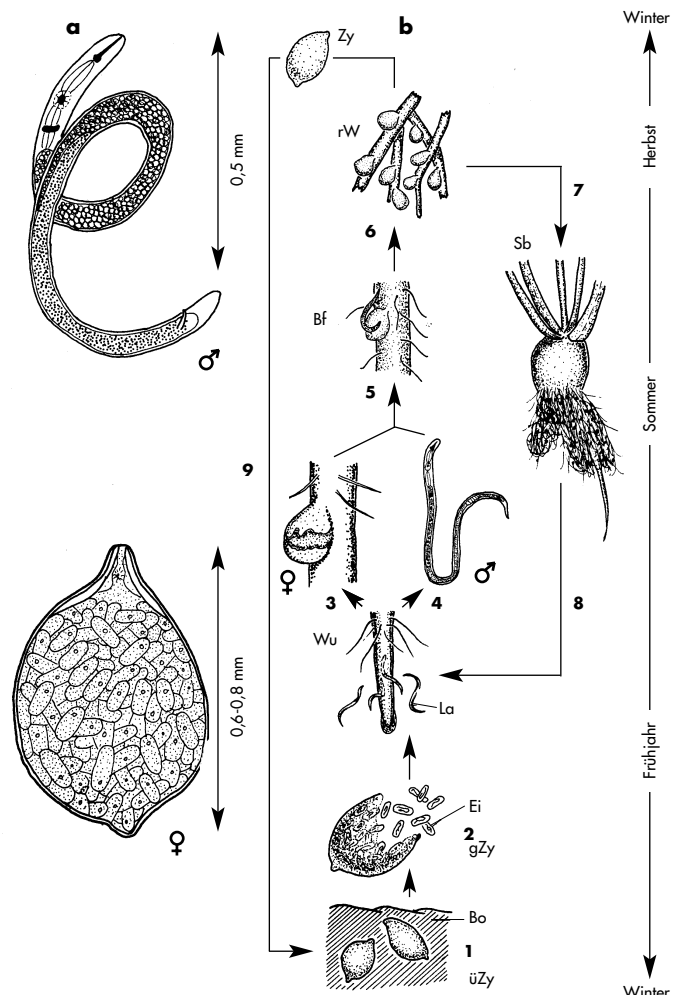 a
0,5 mm
♂
0,6-0,8 mm
♀
b
Zy
rW
7
6
Sb
Bf
5
9
♀
♂
3
4
8
Wu
La
Ei
2
gZy
Bo
1
üZy
Winter
Herbst
Sommer
Frühjahr
Winter